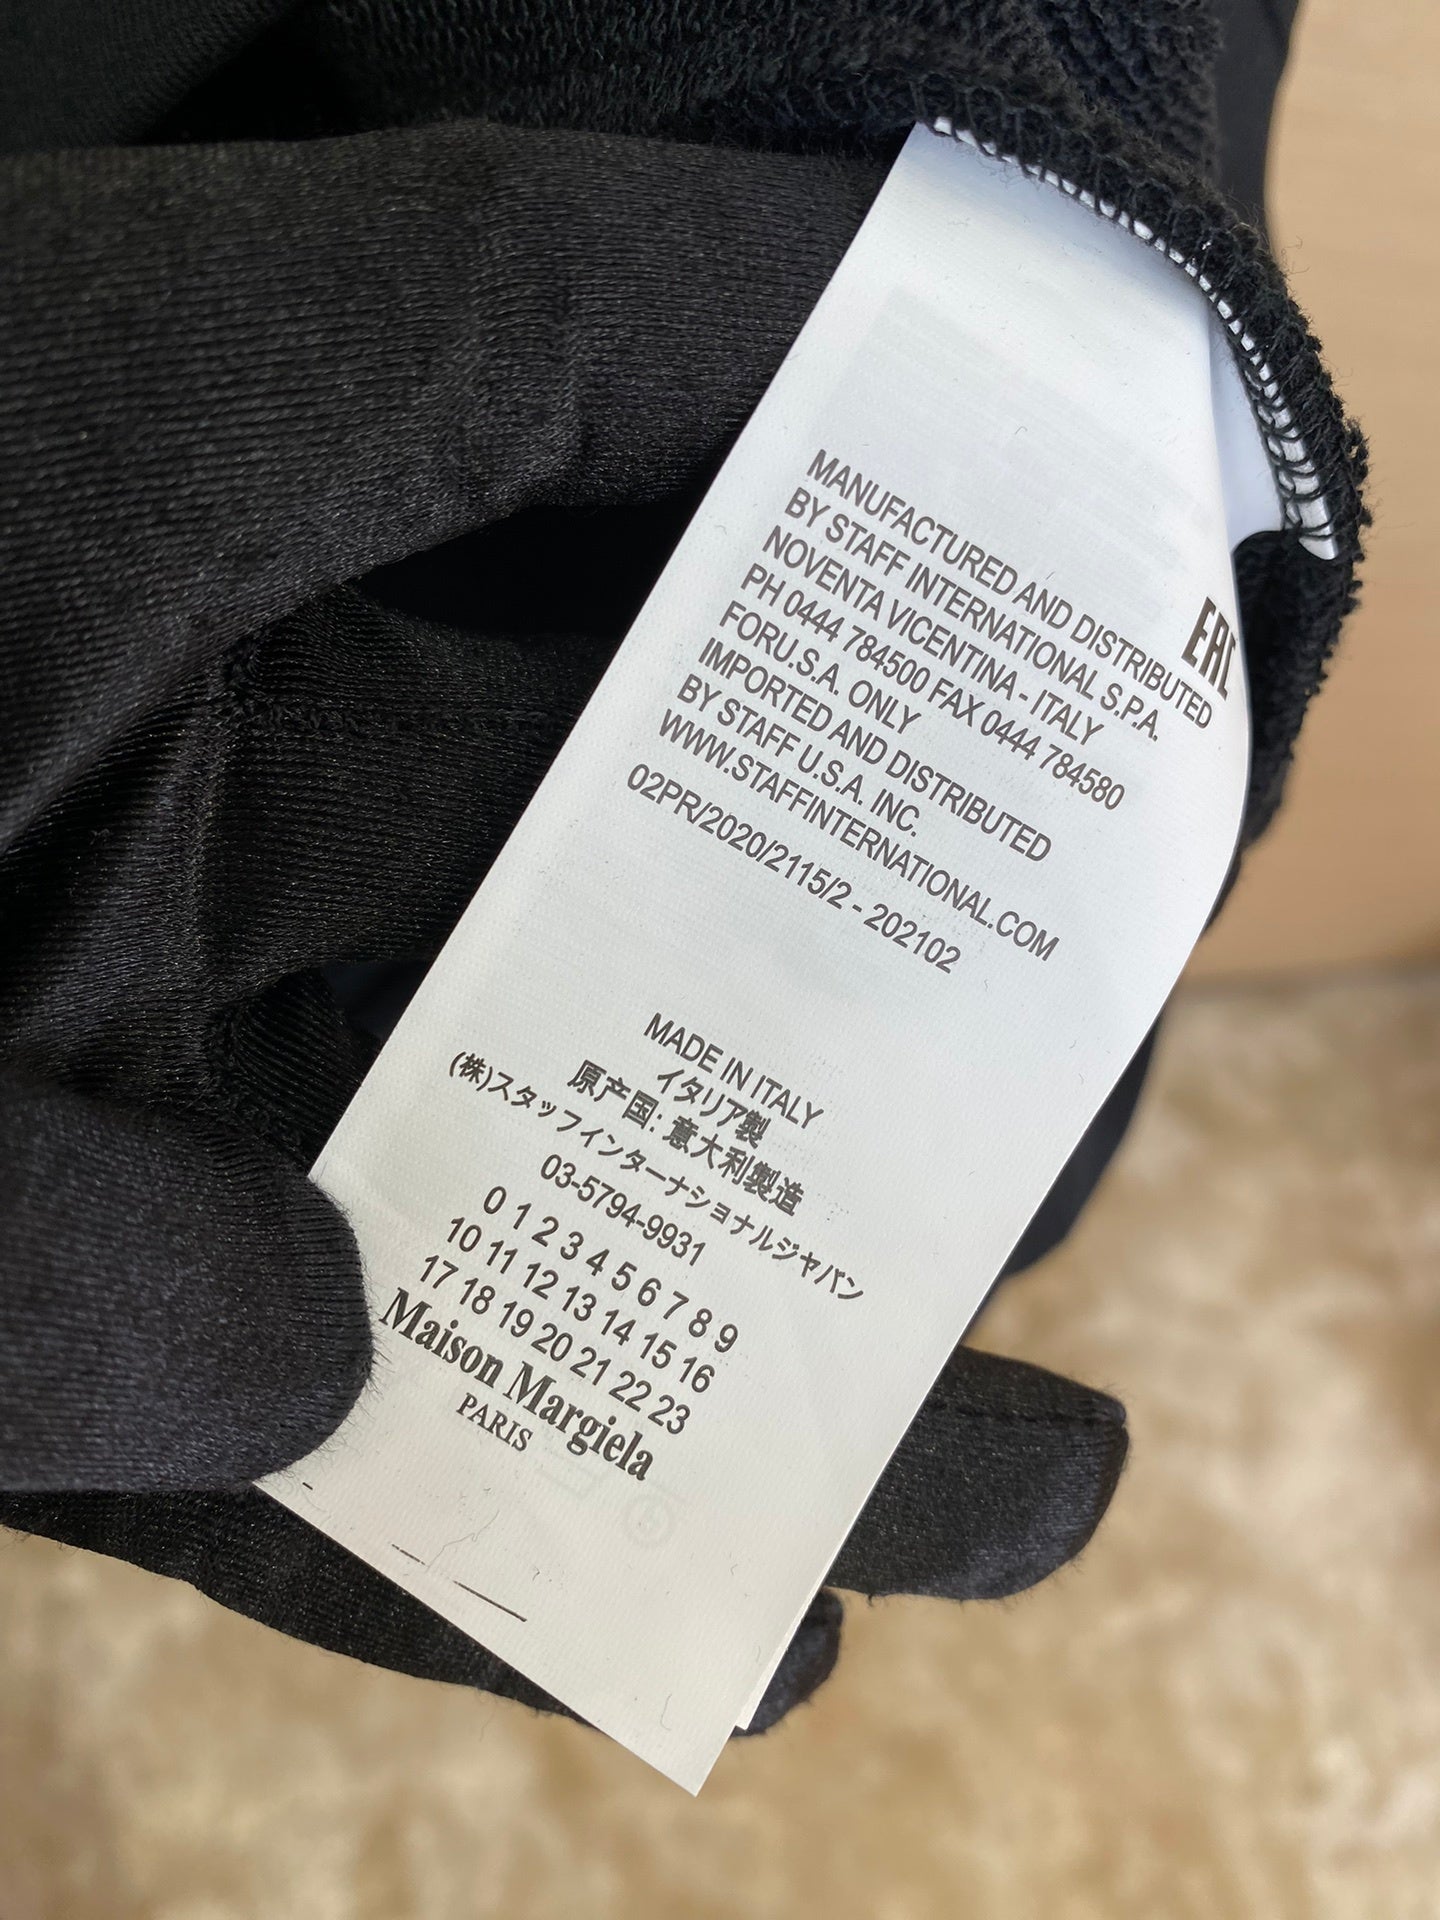 EAC
MANUFACTURED AND DISTRIBUTED
BY STAFF INTERNATIONAL S.P.A.
NOVENTA VICENTINA - ITALY
PH 0444 784500 FAX 0444 784580
FORU.S.A. ONLY
IMPORTED AND DISTRIBUTED
BY STAFF U.S.A. INC.
WWW.STAFFINTERNATIONAL.COM
02PR/2020/2115/2 - 202102
MADE IN ITALY
イタリア製
原产国: 意大利製造
(株)スタッフインターナショナルジャパン
03-5794-9931
0 1 2 3 4 5 6 7 8 9
10 11 12 13 14 15 16
17 18 19 20 21 22 23
Maison Margiela
PARIS